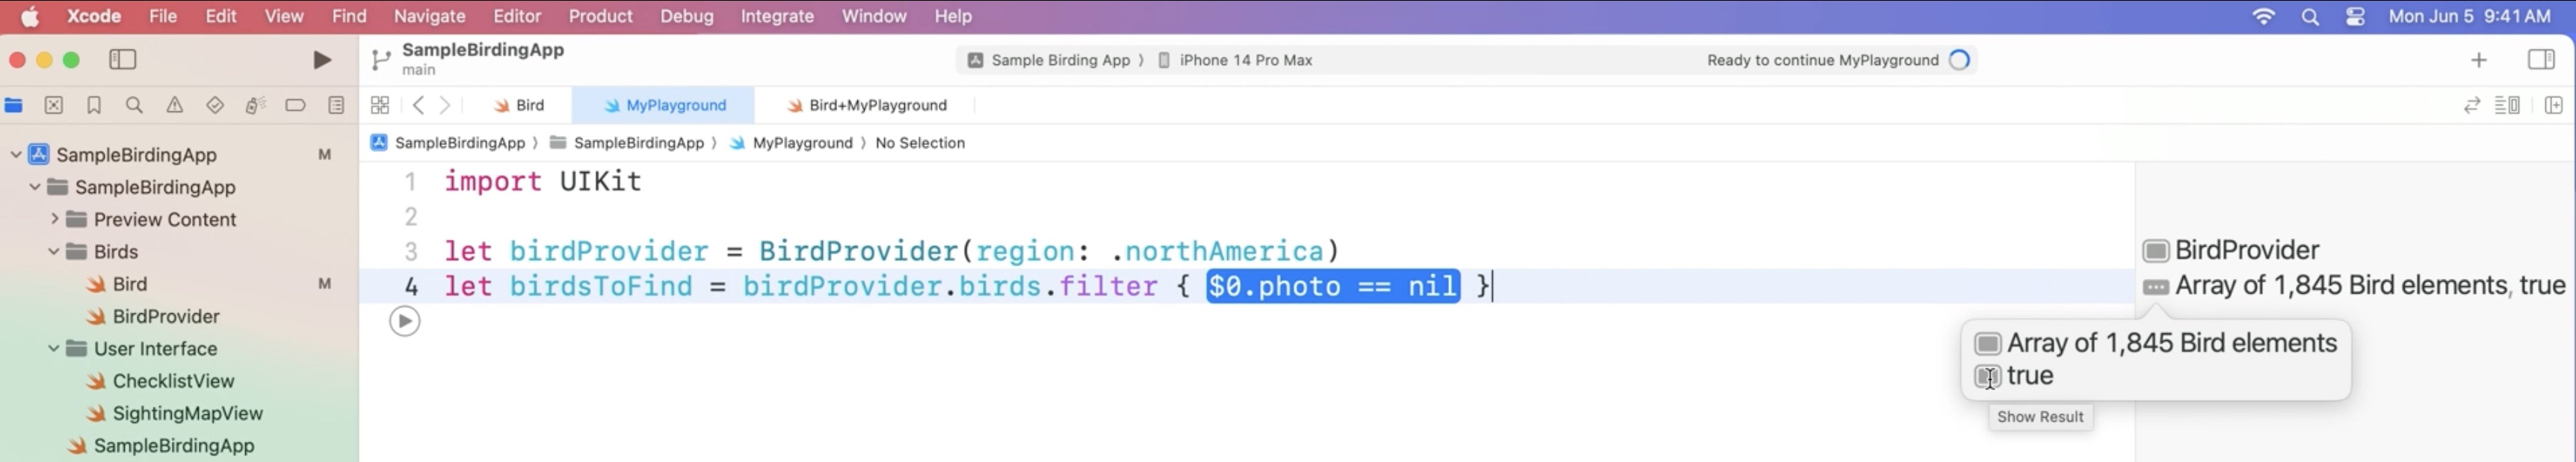 Xcode File Edit View Find Navigate Editor Product Debug Integrate Window Help Mon Jun 5 9:41 AM
SampleBirdingApp
main
Sample Birding App 〉 iPhone 14 Pro Max Ready to continue MyPlayground
Bird MyPlayground Bird+MyPlayground
SampleBirdingApp 〉 SampleBirdingApp 〉 MyPlayground 〉 No Selection
SampleBirdingApp M
SampleBirdingApp
Preview Content
Birds
Bird M
BirdProvider
User Interface
ChecklistView
SightingMapView
SampleBirdingApp
1 import UIKit
2
3 let birdProvider = BirdProvider(region: .northAmerica)
4 let birdsToFind = birdProvider.birds.filter { $0.photo == nil }
BirdProvider
Array of 1,845 Bird elements, true
Array of 1,845 Bird elements
true
Show Result